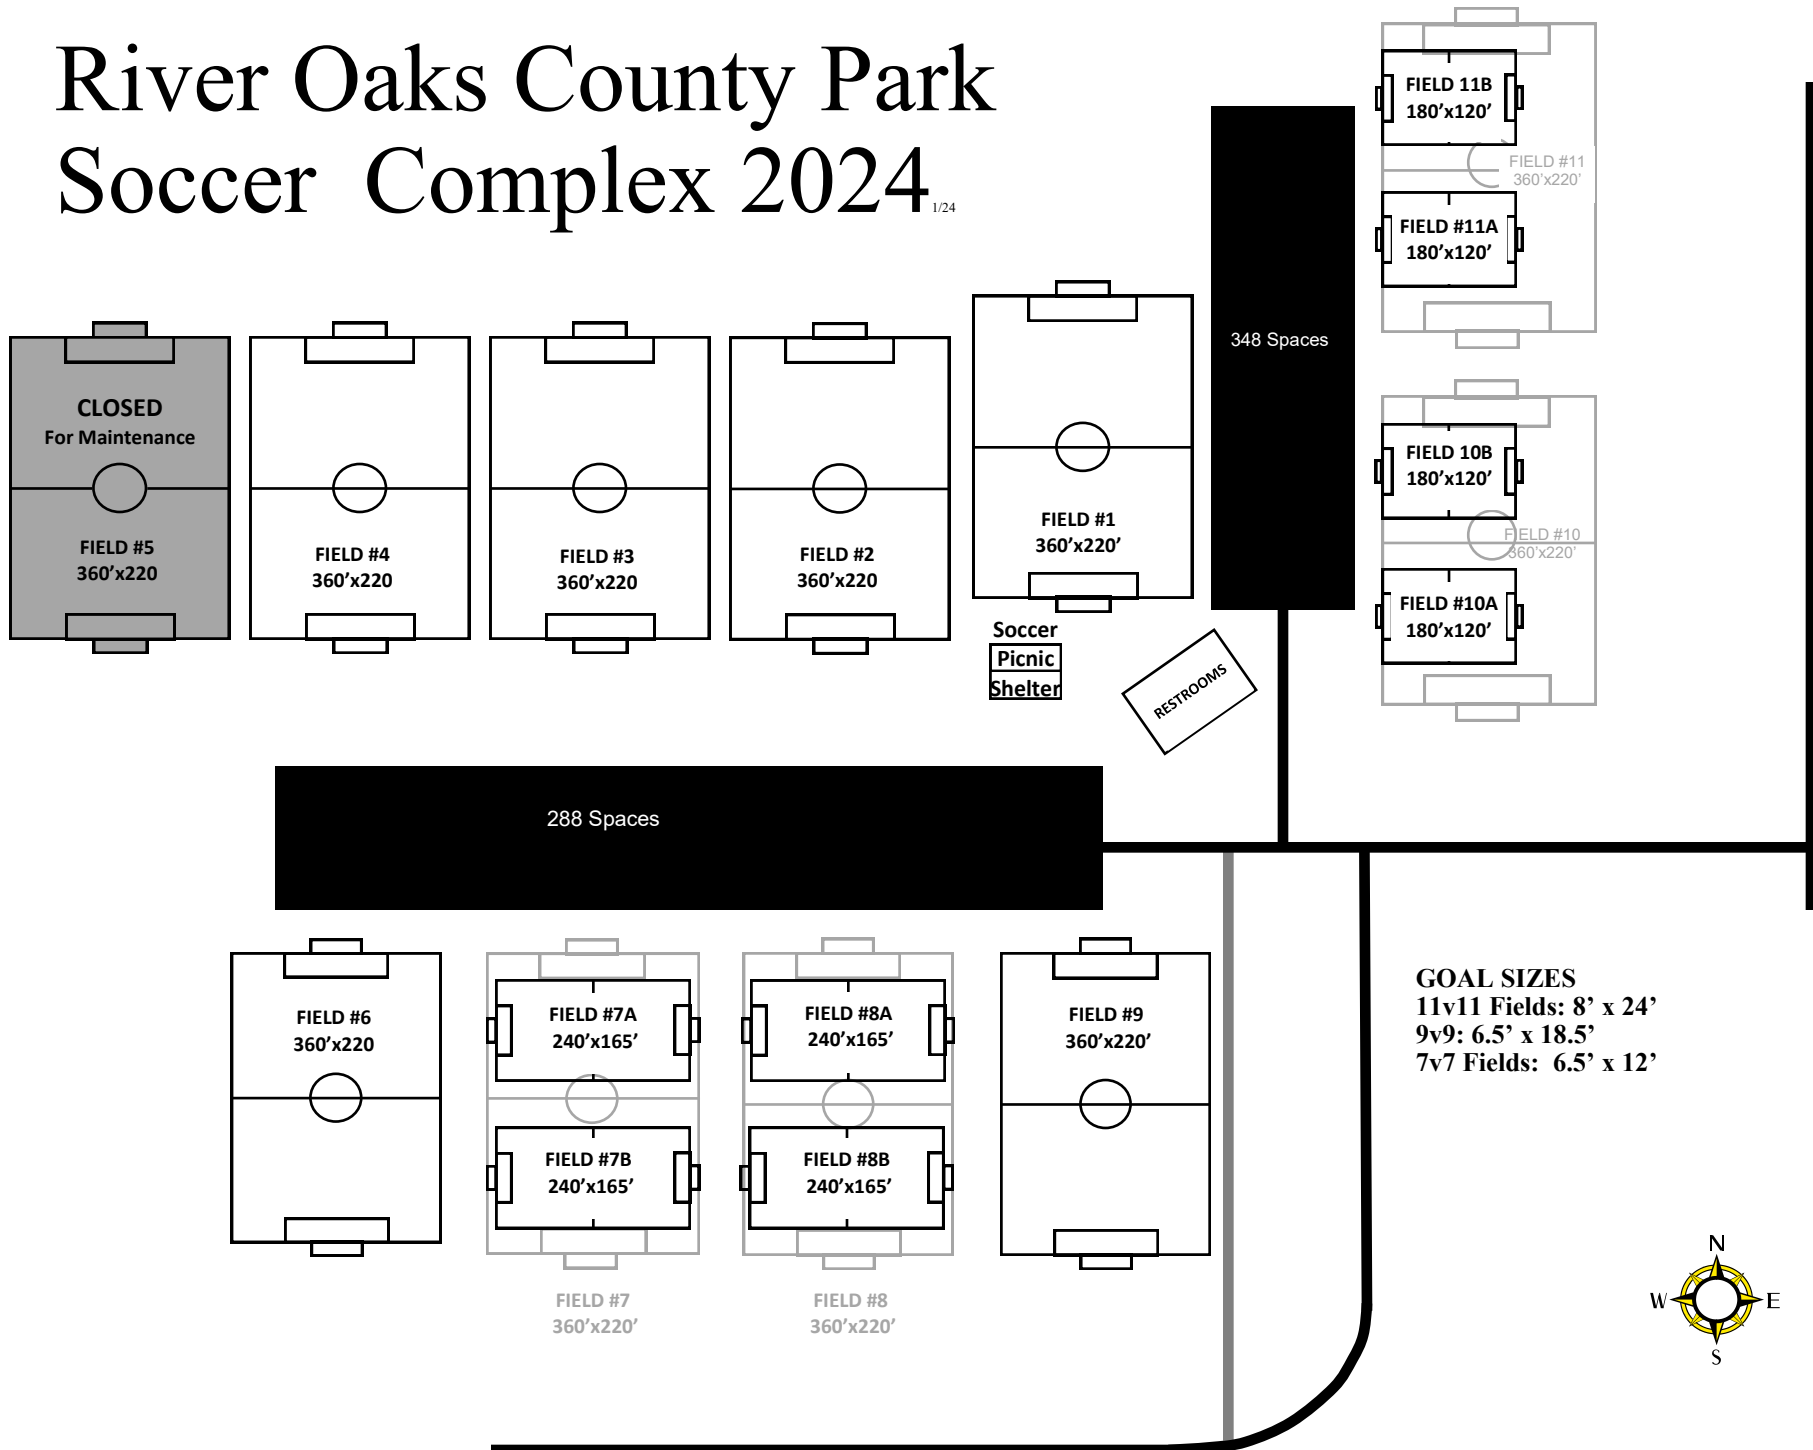 River Oaks County Park
Soccer Complex 2024
1/24
FIELD 11B
180’x120’
FIELD #11
360’x220’
FIELD #11A
180’x120’
348 Spaces
CLOSED
For Maintenance
FIELD #5
360’x220
FIELD #4
360’x220
FIELD #3
360’x220
FIELD #2
360’x220
FIELD #1
360’x220’
FIELD 10B
180’x120’
FIELD #10
360’x220’
FIELD #10A
180’x120’
Soccer
Picnic
Shelter
RESTROOMS
288 Spaces
FIELD #6
360’x220
FIELD #7A
240’x165’
FIELD #8A
240’x165’
FIELD #9
360’x220’
FIELD #7B
240’x165’
FIELD #8B
240’x165’
FIELD #7
360’x220’
FIELD #8
360’x220’
GOAL SIZES
11v11 Fields: 8’ x 24’
9v9: 6.5’ x 18.5’
7v7 Fields: 6.5’ x 12’
N
W E
S